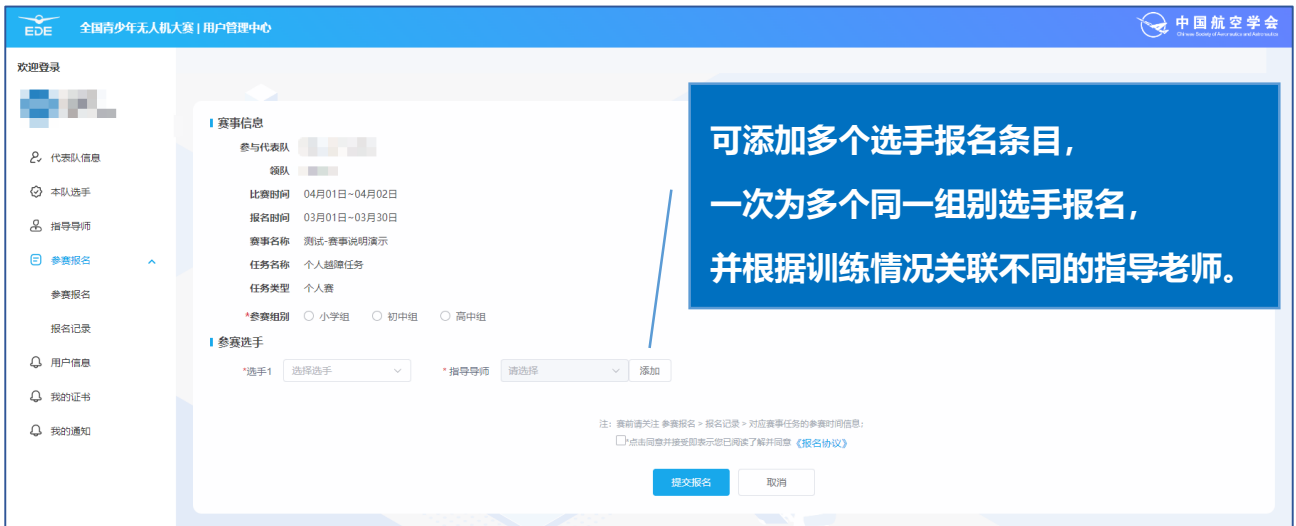 EDE
全国青少年无人机大赛 | 用户管理中心
中国航空学会
Chinese Society of Aeronautics and Astronautics
欢迎登录
代表队信息
本队选手
指导导师
参赛报名
参赛报名
报名记录
用户信息
我的证书
我的通知
赛事信息
参与代表队
领队
比赛时间 04月01日~04月02日
报名时间 03月01日~03月30日
赛事名称 测试-赛事说明演示
任务名称 个人越障任务
任务类型 个人赛
*参赛组别 小学组 初中组 高中组
参赛选手
*选手1 选择选手 *指导导师 请选择 添加
注：赛前请关注 参赛报名 > 报名记录 > 对应赛事任务的参赛时间信息；
*点击同意并接受即表示您已阅读了解并同意《报名协议》
提交报名 取消
可添加多个选手报名条目，
一次为多个同一组别选手报名，
并根据训练情况关联不同的指导老师。